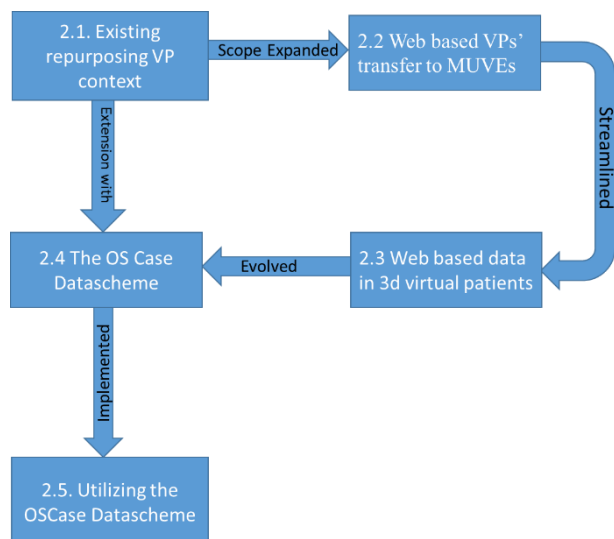 2.1. Existing
repurposing VP
context
Scope Expanded
2.2 Web based VPs’
transfer to MUVEs
Streamlined
Extension with
2.4 The OS Case
Datascheme
Evolved
2.3 Web based data
in 3d virtual patients
Implemented
2.5. Utilizing the
OSCase Datascheme